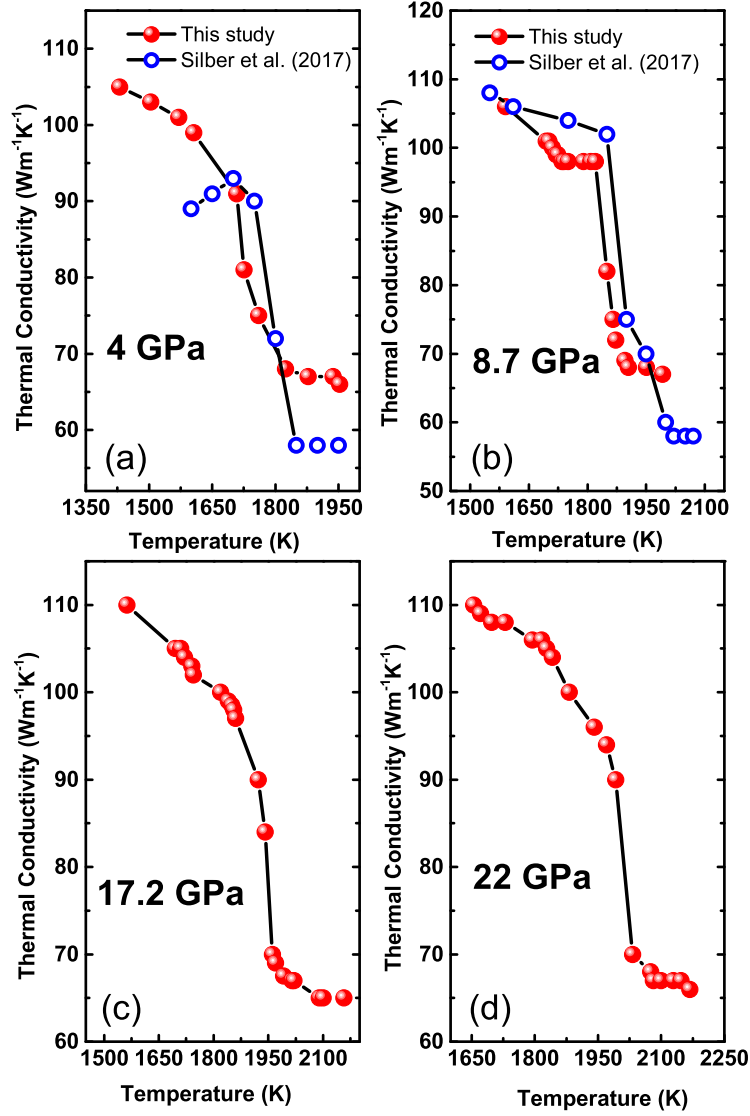 This study
Silber et al. (2017)
110
100
90
80
70
60
Thermal Conductivity (Wm⁻¹K⁻¹)
4 GPa
(a)
1350 1500 1650 1800 1950
Temperature (K)
This study
Silber et al. (2017)
120
110
100
90
80
70
60
50
Thermal Conductivity (Wm⁻¹K⁻¹)
8.7 GPa
(b)
1500 1650 1800 1950 2100
Temperature (K)
110
100
90
80
70
60
Thermal Conductivity (Wm⁻¹K⁻¹)
17.2 GPa
(c)
1500 1650 1800 1950 2100
Temperature (K)
110
100
90
80
70
60
Thermal Conductivity (Wm⁻¹K⁻¹)
22 GPa
(d)
1650 1800 1950 2100 2250
Temperature (K)